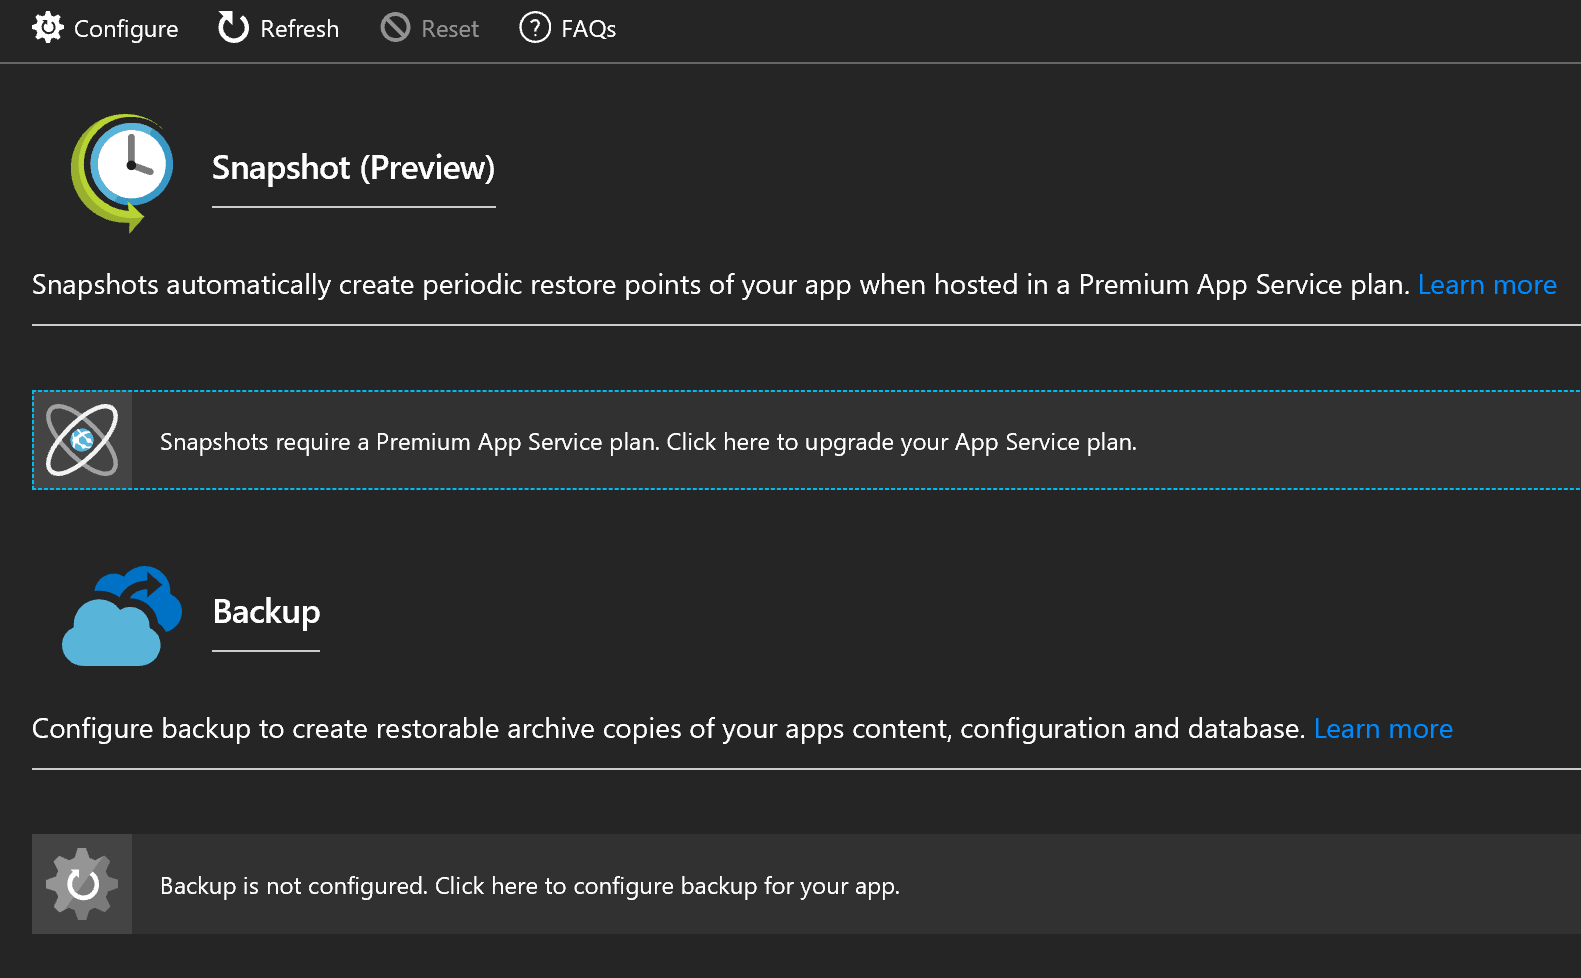 Configure Refresh Reset FAQs
Snapshot (Preview)
Snapshots automatically create periodic restore points of your app when hosted in a Premium App Service plan. Learn more
Snapshots require a Premium App Service plan. Click here to upgrade your App Service plan.
Backup
Configure backup to create restorable archive copies of your apps content, configuration and database. Learn more
Backup is not configured. Click here to configure backup for your app.